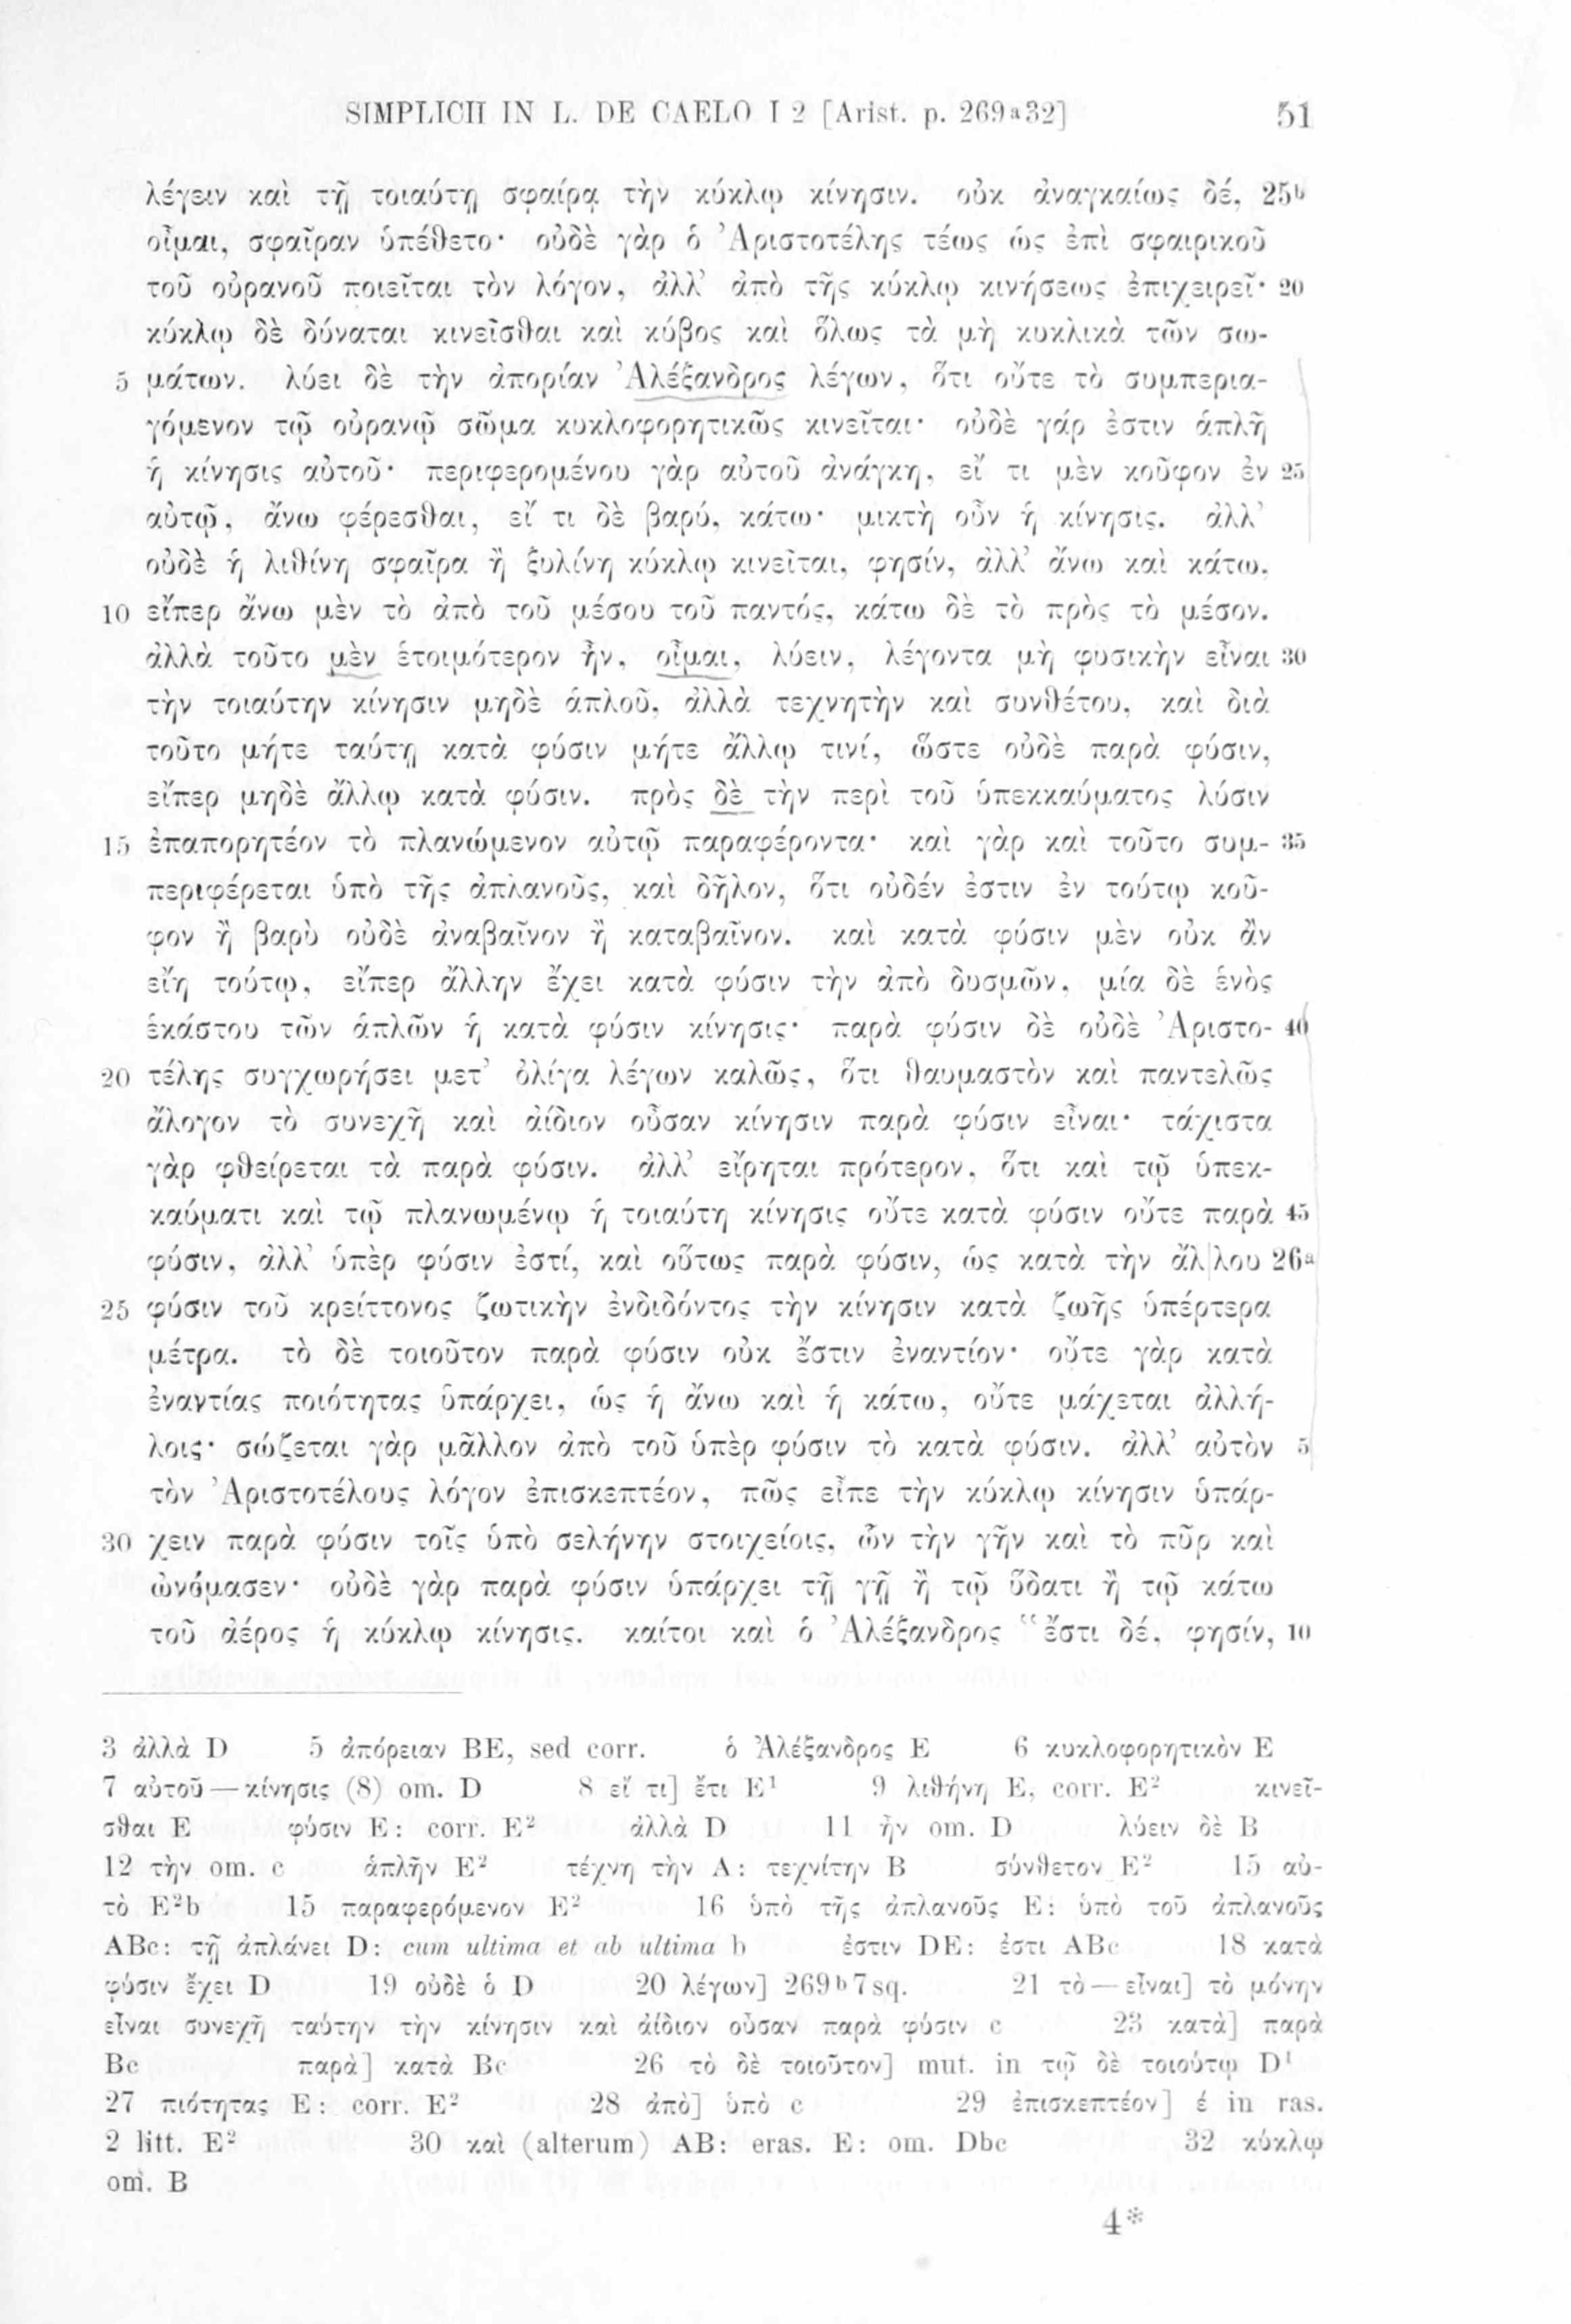 SIMPLICII IN L. DE CAELO I 2 [Arist. p. 269a32] 51
λέγειν καὶ τῇ τοιαύτῃ σφαίρᾳ τὴν κύκλῳ κίνησιν. οὐκ ἀναγκαίως δέ, 25b
οἶμαι, σφαῖραν ὑπέθετο· οὐδὲ γὰρ ὁ Ἀριστοτέλης τέως ὡς ἐπὶ σφαιρικοῦ
τοῦ οὐρανοῦ ποιεῖται τὸν λόγον, ἀλλ’ ἀπὸ τῆς κύκλῳ κινήσεως ἐπιχειρεῖ· 20
κύκλῳ δὲ δύναται κινεῖσθαι καὶ κύβος καὶ ὅλως τὰ μὴ κυκλικὰ τῶν σω-
5 μάτων. λύει δὲ τὴν ἀπορίαν Ἀλέξανδρος λέγων, ὅτι οὔτε τὸ συμπερια-
γόμενον τῷ οὐρανῷ σῶμα κυκλοφορητικῶς κινεῖται· οὐδὲ γάρ ἐστιν ἁπλῆ
ἡ κίνησις αὐτοῦ· περιφερομένου γὰρ αὐτοῦ ἀνάγκη, εἴ τι μὲν κοῦφον ἐν 25
αὐτῷ, ἄνω φέρεσθαι, εἴ τι δὲ βαρύ, κάτω· μικτὴ οὖν ἡ κίνησις. ἀλλ’
οὐδὲ ἡ λιθίνη σφαῖρα ἢ ξυλίνη κύκλῳ κινεῖται, φησίν, ἀλλ’ ἄνω καὶ κάτω,
10 εἴπερ ἄνω μὲν τὸ ἀπὸ τοῦ μέσου τοῦ παντός, κάτω δὲ τὸ πρὸς τὸ μέσον.
ἀλλὰ τοῦτο μὲν ἑτοιμότερον ἦν, οἶμαι, λύειν, λέγοντα μὴ φυσικὴν εἶναι 30
τὴν τοιαύτην κίνησιν μηδὲ ἁπλοῦ, ἀλλὰ τεχνητὴν καὶ συνθέτου, καὶ διὰ
τοῦτο μήτε ταύτῃ κατὰ φύσιν μήτε ἄλλῳ τινί, ὥστε οὐδὲ παρὰ φύσιν,
εἴπερ μηδὲ ἄλλῳ κατὰ φύσιν. πρὸς δὲ τὴν περὶ τοῦ ὑπεκκαύματος λύσιν
15 ἐπαπορητέον τὸ πλανώμενον αὐτῷ παραφέροντα· καὶ γὰρ καὶ τοῦτο συμ- 35
περιφέρεται ὑπὸ τῆς ἀπλανοῦς, καὶ δῆλον, ὅτι οὐδέν ἐστιν ἐν τούτῳ κοῦ-
φον ἢ βαρὺ οὐδὲ ἀναβαῖνον ἢ καταβαῖνον. καὶ κατὰ φύσιν μὲν οὐκ ἂν
εἴη τούτῳ, εἴπερ ἄλλην ἔχει κατὰ φύσιν τὴν ἀπὸ δυσμῶν, μία δὲ ἑνὸς
ἑκάστου τῶν ἁπλῶν ἡ κατὰ φύσιν κίνησις· παρὰ φύσιν δὲ οὐδὲ Ἀριστο- 40
20 τέλης συγχωρήσει μετ’ ὀλίγα λέγων καλῶς, ὅτι θαυμαστὸν καὶ παντελῶς
ἄλογον τὸ συνεχῆ καὶ ἀίδιον οὖσαν κίνησιν παρὰ φύσιν εἶναι· τάχιστα
γὰρ φθείρεται τὰ παρὰ φύσιν. ἀλλ’ εἴρηται πρότερον, ὅτι καὶ τῷ ὑπεκ-
καύματι καὶ τῷ πλανωμένῳ ἡ τοιαύτη κίνησις οὔτε κατὰ φύσιν οὔτε παρὰ 45
φύσιν, ἀλλ’ ὑπὲρ φύσιν ἐστί, καὶ οὕτως παρὰ φύσιν, ὡς κατὰ τὴν ἄλ|λου 26a
25 φύσιν τοῦ κρείττονος ζωτικὴν ἐνδιδόντος τὴν κίνησιν κατὰ ζωῆς ὑπέρτερα
μέτρα. τὸ δὲ τοιοῦτον παρὰ φύσιν οὐκ ἔστιν ἐναντίον· οὔτε γὰρ κατὰ
ἐναντίας ποιότητας ὑπάρχει, ὡς ἡ ἄνω καὶ ἡ κάτω, οὔτε μάχεται ἀλλή-
λοις· σώζεται γὰρ μᾶλλον ἀπὸ τοῦ ὑπὲρ φύσιν τὸ κατὰ φύσιν. ἀλλ’ αὐτὸν 5
τὸν Ἀριστοτέλους λόγον ἐπισκεπτέον, πῶς εἶπε τὴν κύκλῳ κίνησιν ὑπάρ-
30 χειν παρὰ φύσιν τοῖς ὑπὸ σελήνην στοιχείοις, ὧν τὴν γῆν καὶ τὸ πῦρ καὶ
ὠνόμασεν· οὐδὲ γὰρ παρὰ φύσιν ὑπάρχει τῇ γῇ ἢ τῷ ὕδατι ἢ τῷ κάτω
τοῦ ἀέρος ἡ κύκλῳ κίνησις. καίτοι καὶ ὁ Ἀλέξανδρος “ἔστι δέ, φησίν, 10
3 ἀλλὰ D 5 ἀπόρειαν BE, sed corr. ὁ Ἀλέξανδρος E 6 κυκλοφορητικὸν E
7 αὐτοῦ — κίνησις (8) om. D 8 εἴ τι] ἔτι E1 9 λιθήνη E, corr. E2 κινεῖ-
σθαι E φύσιν E: corr. E2 ἀλλὰ D 11 ἦν om. D λύειν δὲ B
12 τὴν om. c ἁπλῆν E2 τέχνη τὴν A: τεχνίτην B σύνθετον E2 15 αὐ-
τὸ E2b 15 παραφερόμενον E2 16 ὑπὸ τῆς ἀπλανοῦς E: ὑπὸ τοῦ ἀπλανοῦς
ABc: τῇ ἀπλάνει D: cum ultima et ab ultima b ἐστιν DE: ἐστι ABc 18 κατὰ
φύσιν ἔχει D 19 οὐδὲ ὁ D 20 λέγων] 269b7sq. 21 τὸ — εἶναι] τὸ μόνην
εἶναι συνεχῆ ταύτην τὴν κίνησιν καὶ ἀίδιον οὖσαν παρὰ φύσιν c 23 κατὰ] παρὰ
Bc παρὰ] κατὰ Bc 26 τὸ δὲ τοιοῦτον] mut. in τῷ δὲ τοιούτῳ D1
27 πιότητας E: corr. E2 28 ἀπὸ] ὑπὸ c 29 ἐπισκεπτέον] ἐ in ras.
2 litt. E2 30 καὶ (alterum) AB: eras. E: om. Dbc 32 κύκλῳ
om. B
4*